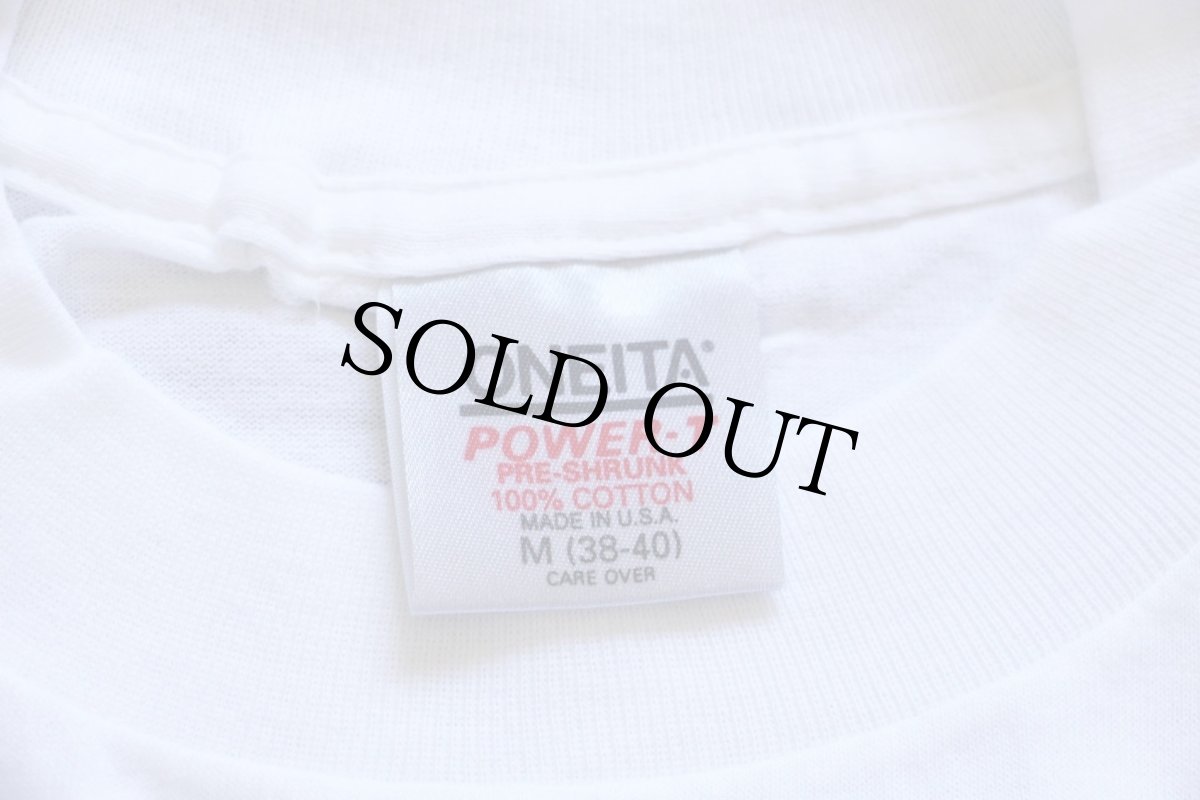 SOLD OUT
ONEITA
POWER-T
PRE-SHRUNK
100% COTTON
MADE IN U.S.A.
M (38-40)
CARE OVER